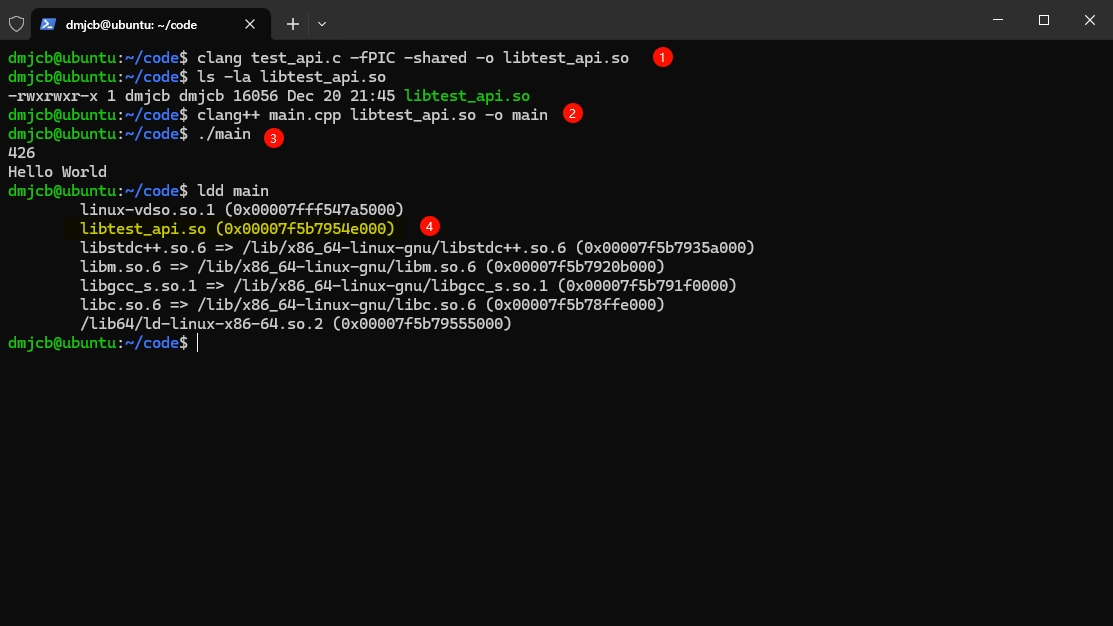 dmjcb@ubuntu: ~/code
dmjcb@ubuntu:~/code$ clang test_api.c -fPIC -shared -o libtest_api.so 1
dmjcb@ubuntu:~/code$ ls -la libtest_api.so
-rwxrwxr-x 1 dmjcb dmjcb 16056 Dec 20 21:45 libtest_api.so
dmjcb@ubuntu:~/code$ clang++ main.cpp libtest_api.so -o main 2
dmjcb@ubuntu:~/code$ ./main 3
426
Hello World
dmjcb@ubuntu:~/code$ ldd main
linux-vdso.so.1 (0x00007fff547a5000)
libtest_api.so (0x00007f5b7954e000) 4
libstdc++.so.6 => /lib/x86_64-linux-gnu/libstdc++.so.6 (0x00007f5b7935a000)
libm.so.6 => /lib/x86_64-linux-gnu/libm.so.6 (0x00007f5b7920b000)
libgcc_s.so.1 => /lib/x86_64-linux-gnu/libgcc_s.so.1 (0x00007f5b791f0000)
libc.so.6 => /lib/x86_64-linux-gnu/libc.so.6 (0x00007f5b78ffe000)
/lib64/ld-linux-x86-64.so.2 (0x00007f5b79555000)
dmjcb@ubuntu:~/code$